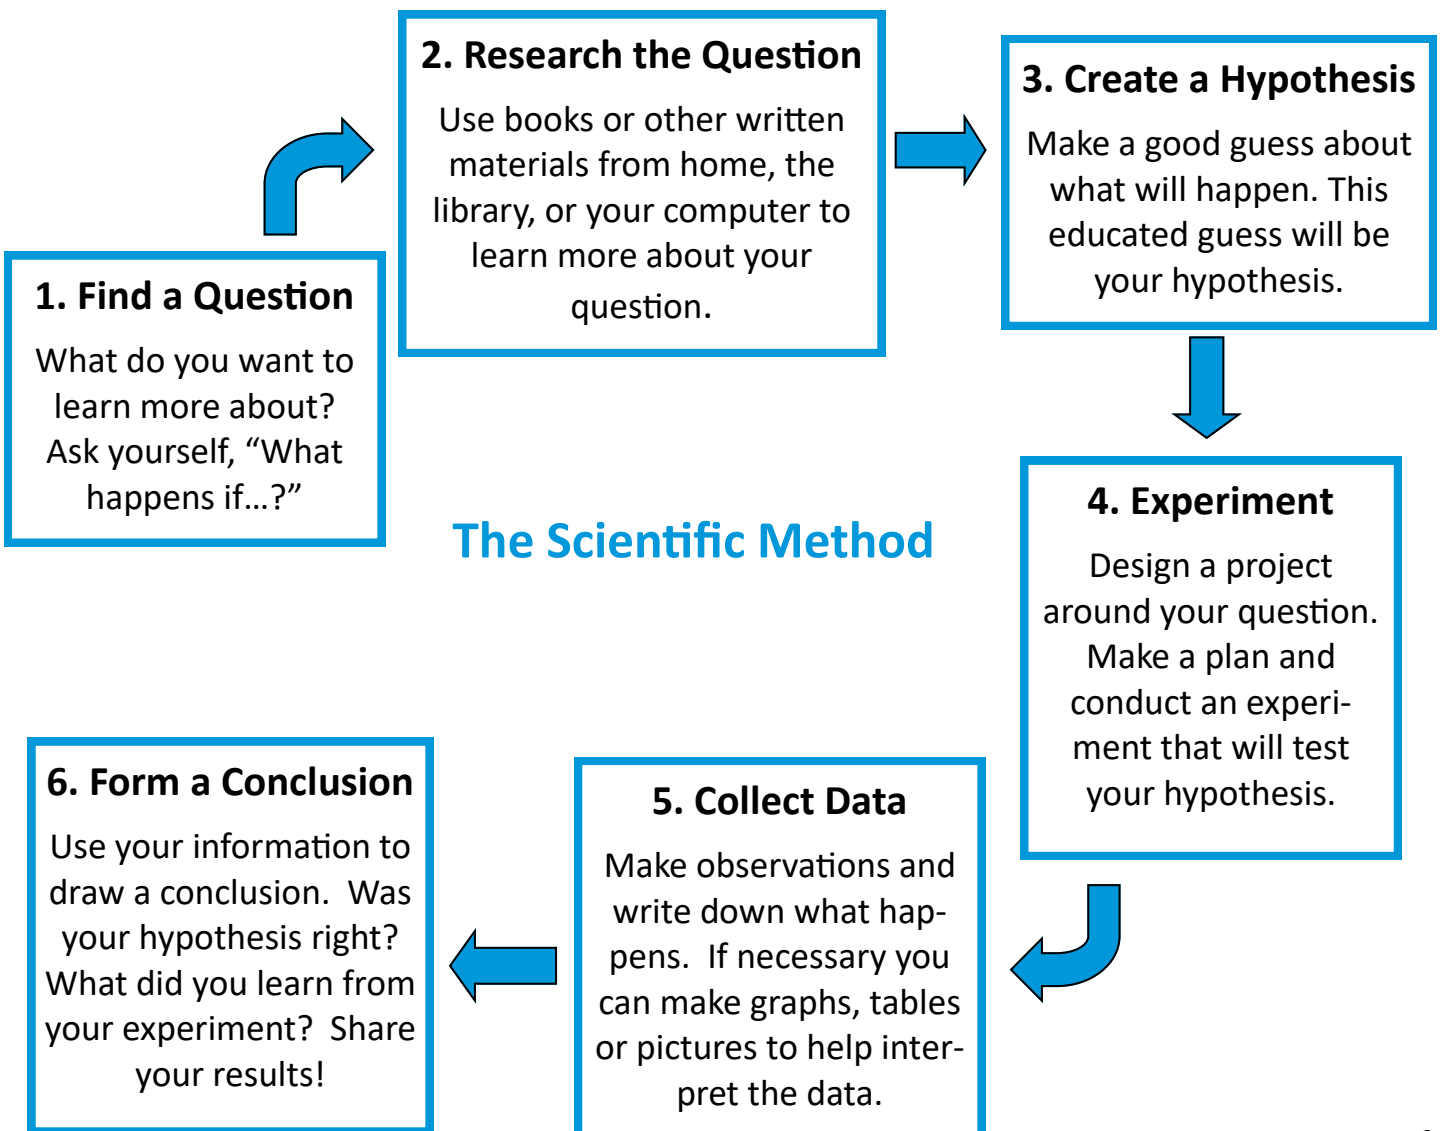 1. Find a Question
What do you want to
learn more about?
Ask yourself, “What
happens if…?”
2. Research the Question
Use books or other written
materials from home, the
library, or your computer to
learn more about your
question.
3. Create a Hypothesis
Make a good guess about
what will happen. This
educated guess will be
your hypothesis.
The Scientific Method
4. Experiment
Design a project
around your question.
Make a plan and
conduct an experi-
ment that will test
your hypothesis.
5. Collect Data
Make observations and
write down what hap-
pens.  If necessary you
can make graphs, tables
or pictures to help inter-
pret the data.
6. Form a Conclusion
Use your information to
draw a conclusion.  Was
your hypothesis right?
What did you learn from
your experiment?  Share
your results!